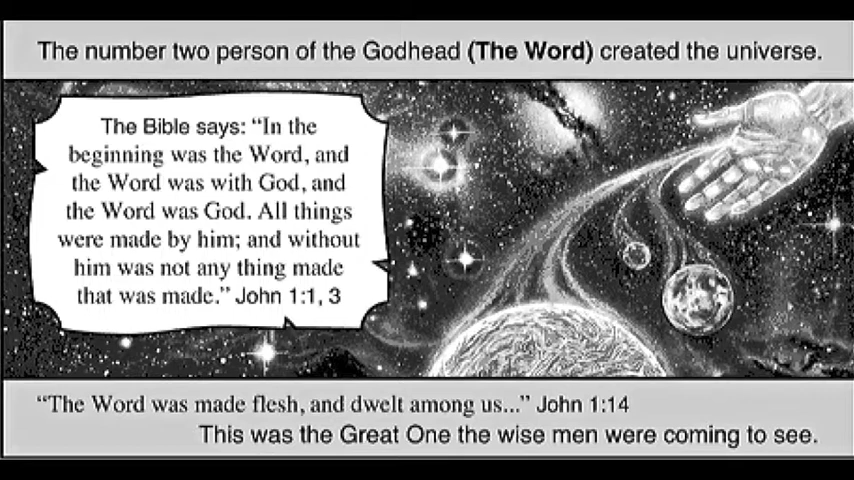 The number two person of the Godhead (The Word) created the universe.
The Bible says: “In the
beginning was the Word, and
the Word was with God, and
the Word was God. All things
were made by him; and without
him was not any thing made
that was made.” John 1:1, 3
“The Word was made flesh, and dwelt among us...” John 1:14
This was the Great One the wise men were coming to see.